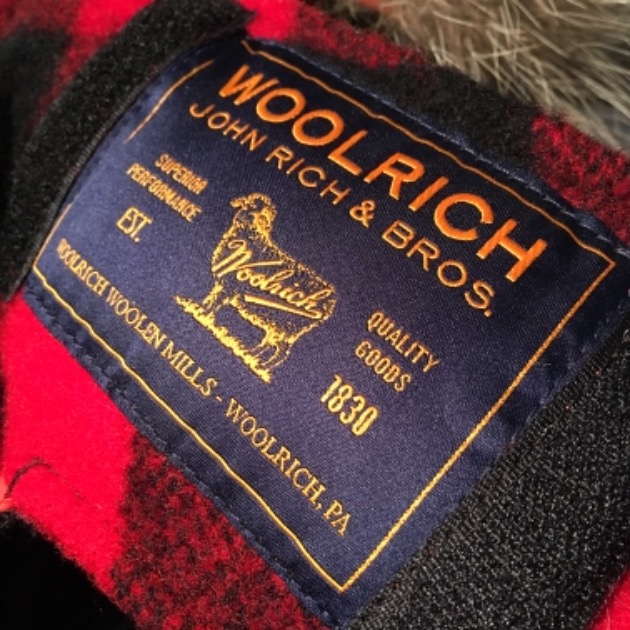 WOOLRICH
JOHN RICH & BROS.
SUPERIOR
PERFORMANCE
EST.
Woolrich
QUALITY
GOODS
1830
WOOLRICH WOOLEN MILLS - WOOLRICH, PA